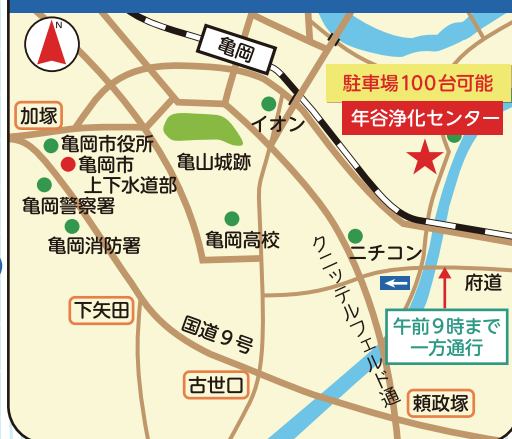 N
亀岡
駐車場100台可能
年谷浄化センター
加塚
イオン
亀岡市役所
亀岡市
上下水道部
亀山城跡
亀岡警察署
亀岡高校
亀岡消防署
ニチコン
クニッテルフェルド通
府道
下矢田
国道9号
午前9時まで
一方通行
古世口
頼政塚